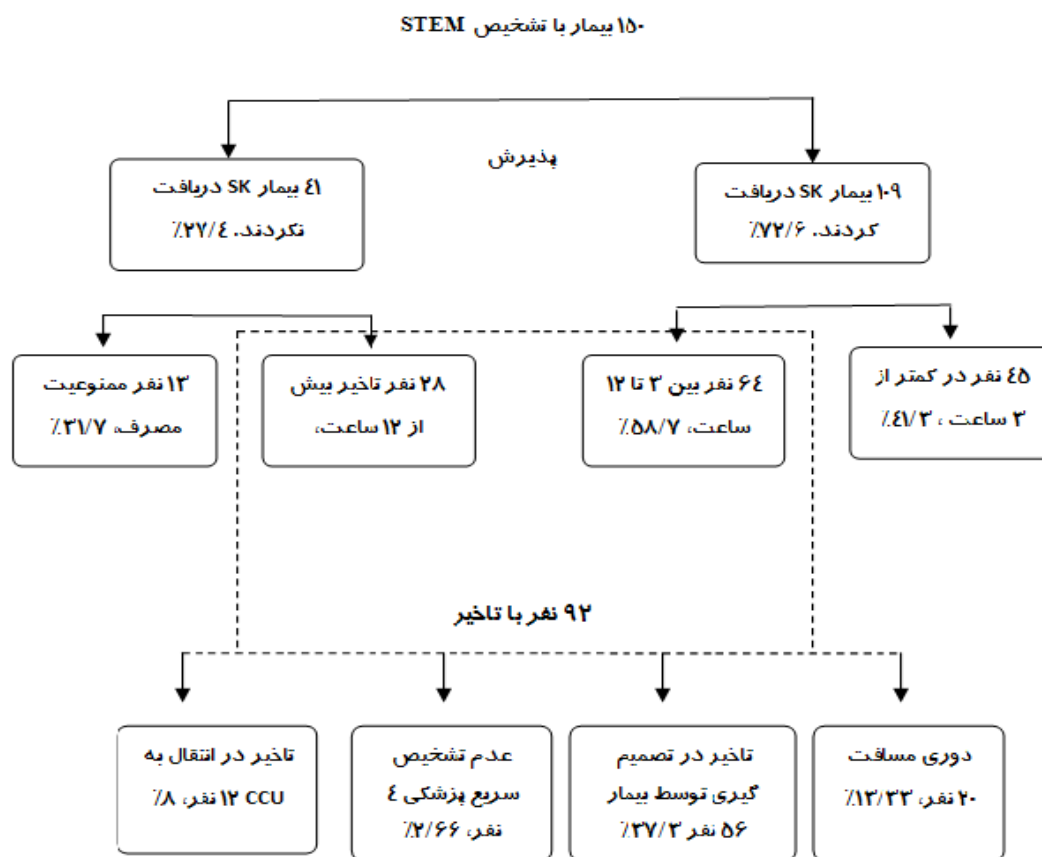 ۱۵۰ بیمار با تشخیص STEM
پذیرش
۱۰۹ بیمار SK دریافت
کردند. ۷۲/۶٪
۴۱ بیمار SK دریافت
نکردند. ۲۷/۴٪
۴۵ نفر در کمتر از
۳ ساعت ، ۴۱/۳٪
۶۴ نفر بین ۳ تا ۱۲
ساعت، ۵۸/۷٪
۲۸ نفر تاخیر بیش
از ۱۲ ساعت،
۱۳ نفر ممنوعیت
مصرف، ۳۱/۷٪
۹۲ نفر با تاخیر
دوری مسافت
۲۰ نفر، ۱۳/۳۳٪
تاخیر در تصمیم
گیری توسط بیمار
۵۶ نفر ۳۷/۳٪
عدم تشخیص
سریع پزشکی ۴
نفر، ۲/۶۶٪
تاخیر در انتقال به
CCU ۱۲ نفر، ۸٪